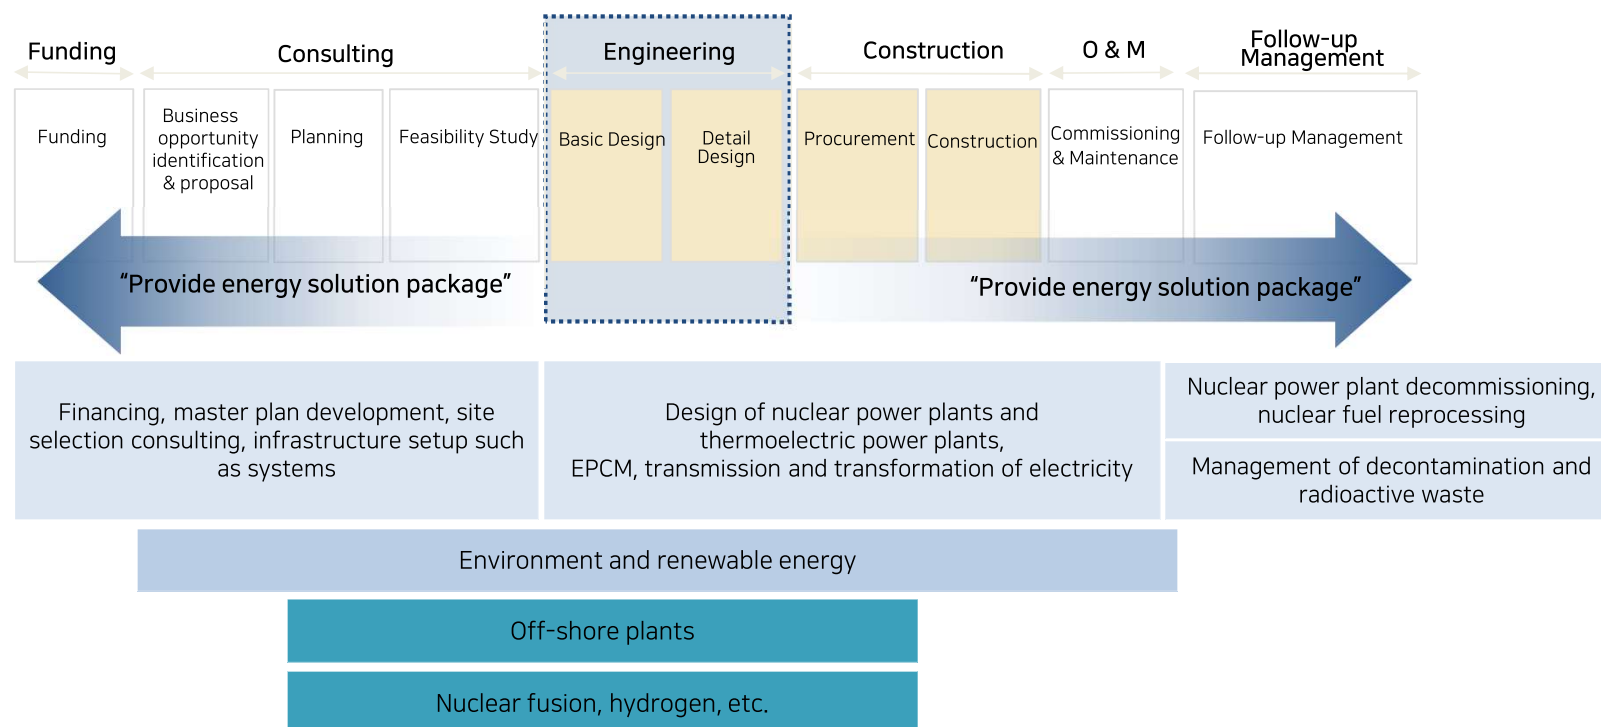 Funding
Consulting
Engineering
Construction
O & M
Follow-up
Management
Funding
Business
opportunity
identification
& proposal
Planning
Feasibility Study
Basic Design
Detail
Design
Procurement
Construction
Commissioning
& Maintenance
Follow-up Management
“Provide energy solution package”
“Provide energy solution package”
Financing, master plan development, site
selection consulting, infrastructure setup such
as systems
Design of nuclear power plants and
thermoelectric power plants,
EPCM, transmission and transformation of electricity
Nuclear power plant decommissioning,
nuclear fuel reprocessing
Management of decontamination and
radioactive waste
Environment and renewable energy
Off-shore plants
Nuclear fusion, hydrogen, etc.